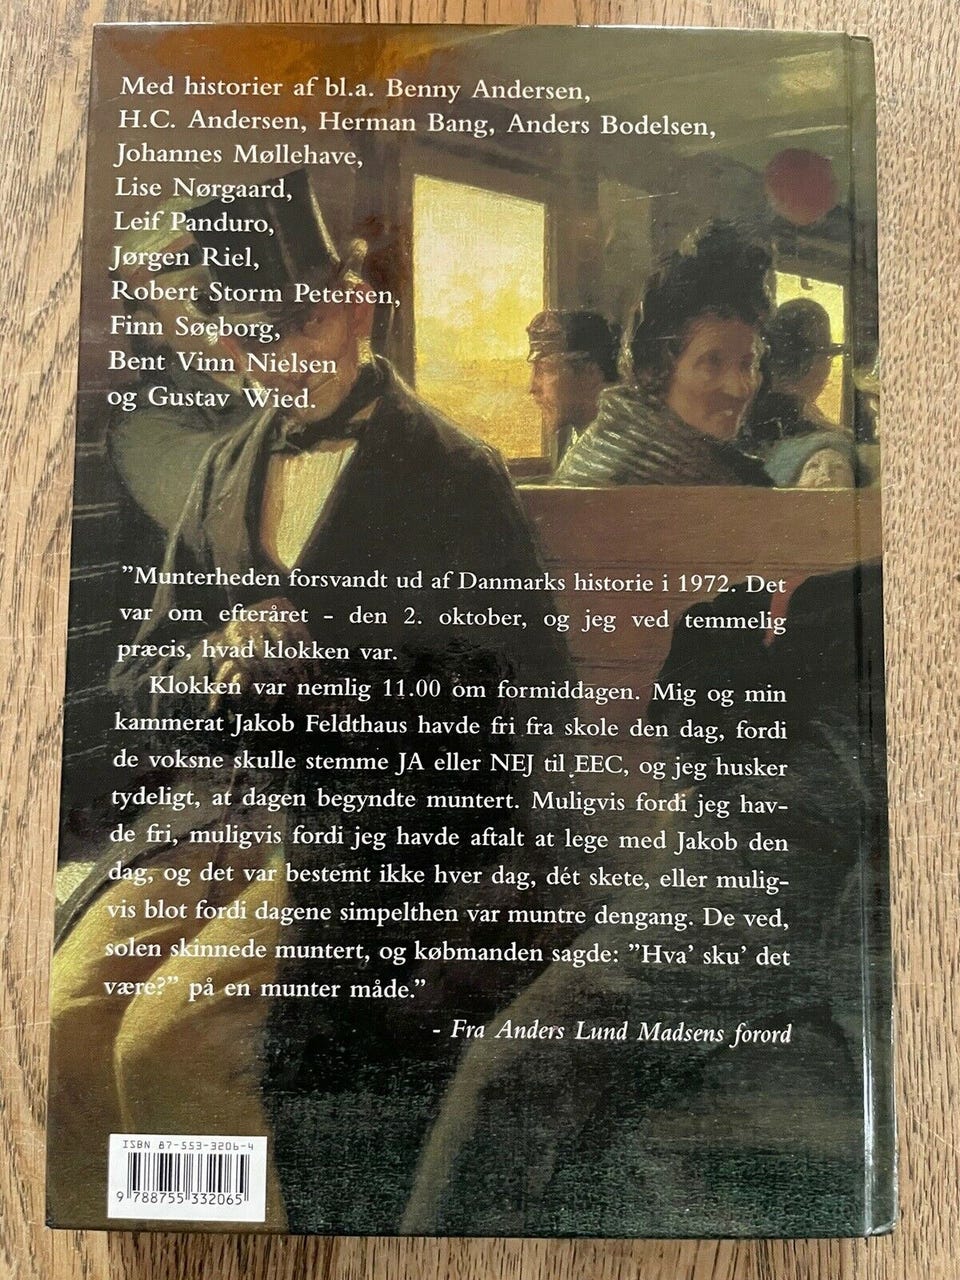 Med historier af bl.a. Benny Andersen,
H.C. Andersen, Herman Bang, Anders Bodelsen,
Johannes Møllehave,
Lise Nørgaard,
Leif Panduro,
Jørgen Riel,
Robert Storm Petersen,
Finn Søeborg,
Bent Vinn Nielsen
og Gustav Wied.
”Munterheden forsvandt ud af Danmarks historie i 1972. Det
var om efteråret - den 2. oktober, og jeg ved temmelig
præcis, hvad klokken var.
Klokken var nemlig 11.00 om formiddagen. Mig og min
kammerat Jakob Feldthaus havde fri fra skole den dag, fordi
de voksne skulle stemme JA eller NEJ til EEC, og jeg husker
tydeligt, at dagen begyndte muntert. Muligvis fordi jeg hav-
de fri, muligvis fordi jeg havde aftalt at lege med Jakob den
dag, og det var bestemt ikke hver dag, dét skete, eller mulig-
vis blot fordi dagene simpelthen var muntre dengang. De ved,
solen skinnede muntert, og købmanden sagde: ”Hva’ sku’ det
være?” på en munter måde.”
- Fra Anders Lund Madsens forord
ISBN 87-553-3206-4
9 788755 332065